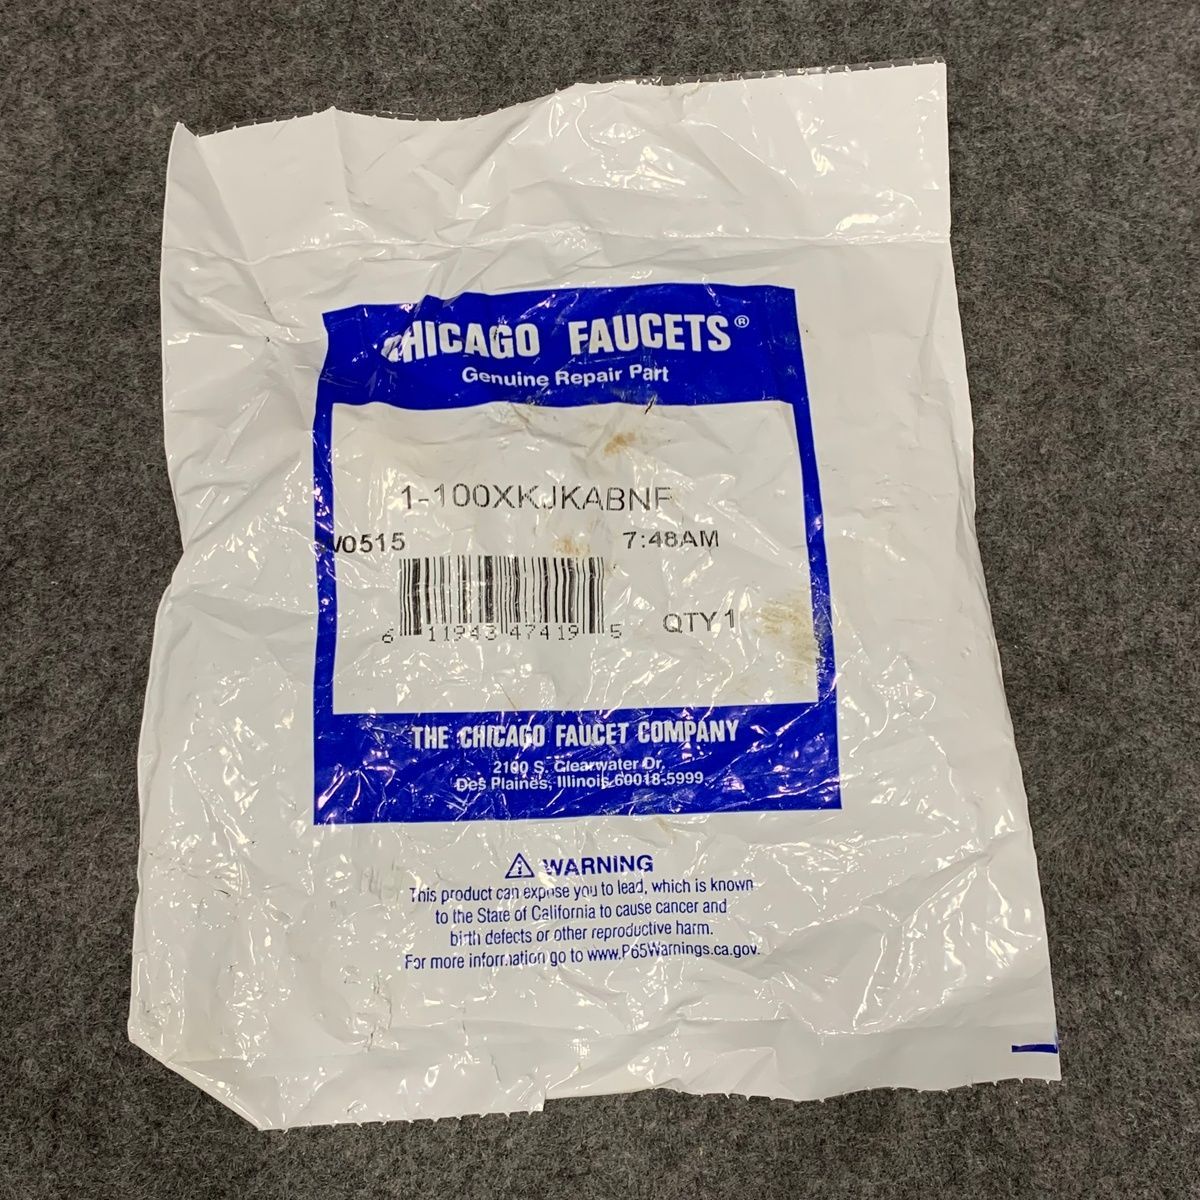 CHICAGO FAUCETS®
Genuine Repair Part
1-100XKJKABNF
V0515 7:48AM
6 11943 47419 5 QTY 1
THE CHICAGO FAUCET COMPANY
2100 S. Clearwater Dr,
Des Plaines, Illinois 60018-5999
WARNING
This product can expose you to lead, which is known
to the State of California to cause cancer and
birth defects or other reproductive harm.
For more information go to www.P65Warnings.ca.gov.